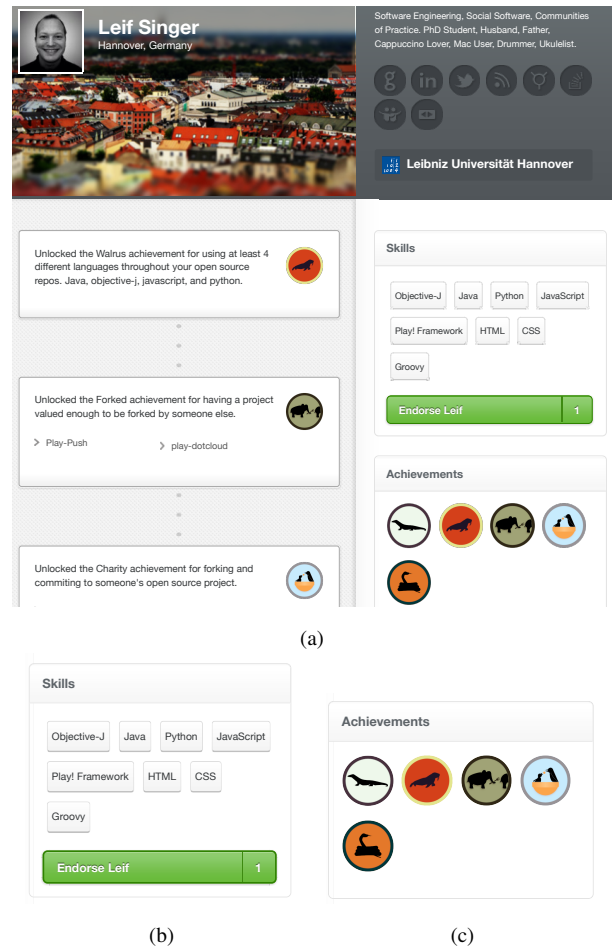 Leif Singer
Hannover, Germany
Software Engineering, Social Software, Communities
of Practice. PhD Student, Husband, Father,
Cappuccino Lover, Mac User, Drummer, Ukulelist.
Leibniz Universität Hannover
Unlocked the Walrus achievement for using at least 4
different languages throughout your open source
repos. Java, objective-j, javascript, and python.
Unlocked the Forked achievement for having a project
valued enough to be forked by someone else.
Play-Push
play-dotcloud
Unlocked the Charity achievement for forking and
commiting to someone's open source project.
Skills
Objective-J Java Python JavaScript
Play! Framework HTML CSS
Groovy
Endorse Leif 1
Achievements
(a)
Skills
Objective-J Java Python JavaScript
Play! Framework HTML CSS
Groovy
Endorse Leif 1
(b)
Achievements
(c)